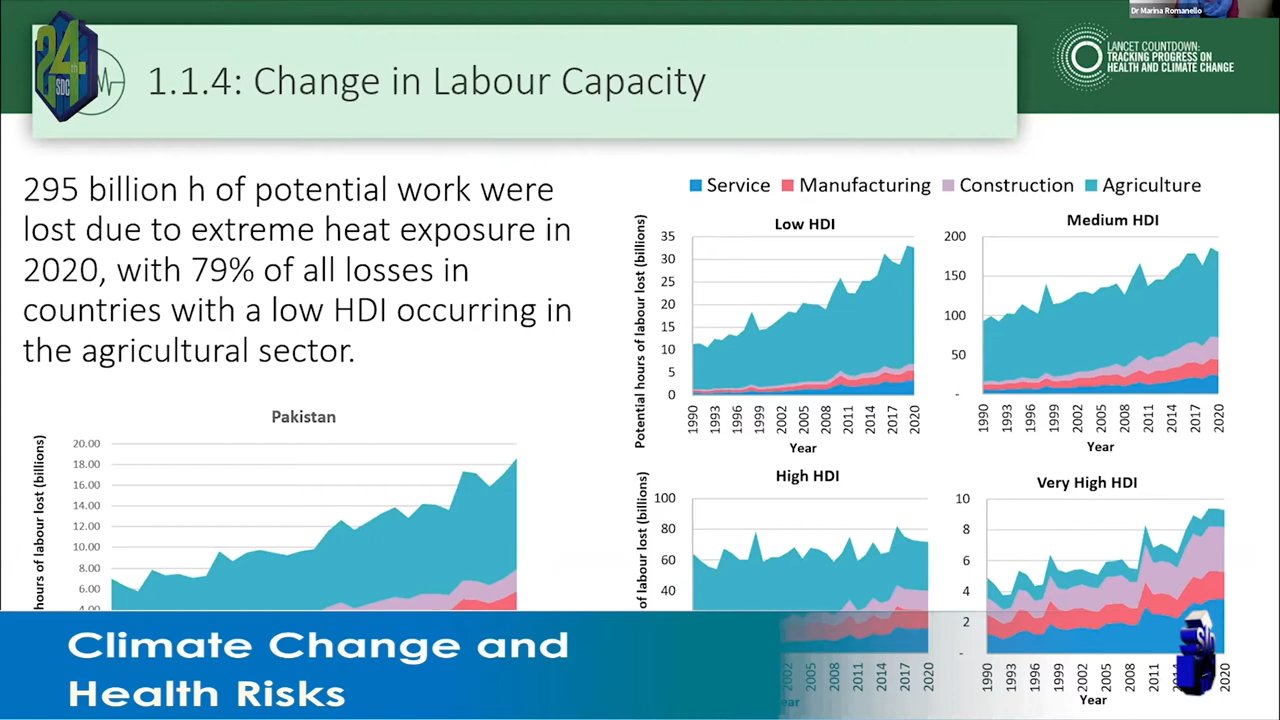 Dr Marina Romanello
24th
SDC
1.1.4: Change in Labour Capacity
LANCET COUNTDOWN:
TRACKING PROGRESS ON
HEALTH AND CLIMATE CHANGE
295 billion h of potential work were
lost due to extreme heat exposure in
2020, with 79% of all losses in
countries with a low HDI occurring in
the agricultural sector.
Service Manufacturing Construction Agriculture
Low HDI
Potential hours of labour lost (billions)
35
30
25
20
15
10
5
0
1990 1993 1996 1999 2002 2005 2008 2011 2014 2017 2020
Year
Medium HDI
200
150
100
50
-
1990 1993 1996 1999 2002 2005 2008 2011 2014 2017 2020
Year
Pakistan
hours of labour lost (billions)
20.00
18.00
16.00
14.00
12.00
10.00
8.00
6.00
4.00
High HDI
of labour lost (billions)
100
80
60
40
2002 2005 2008 2011 2014 2017 2020
Very High HDI
10
8
6
4
2
-
1990 1993 1996 1999 2002 2005 2008 2011 2017 2020
Year
Climate Change and
Health Risks